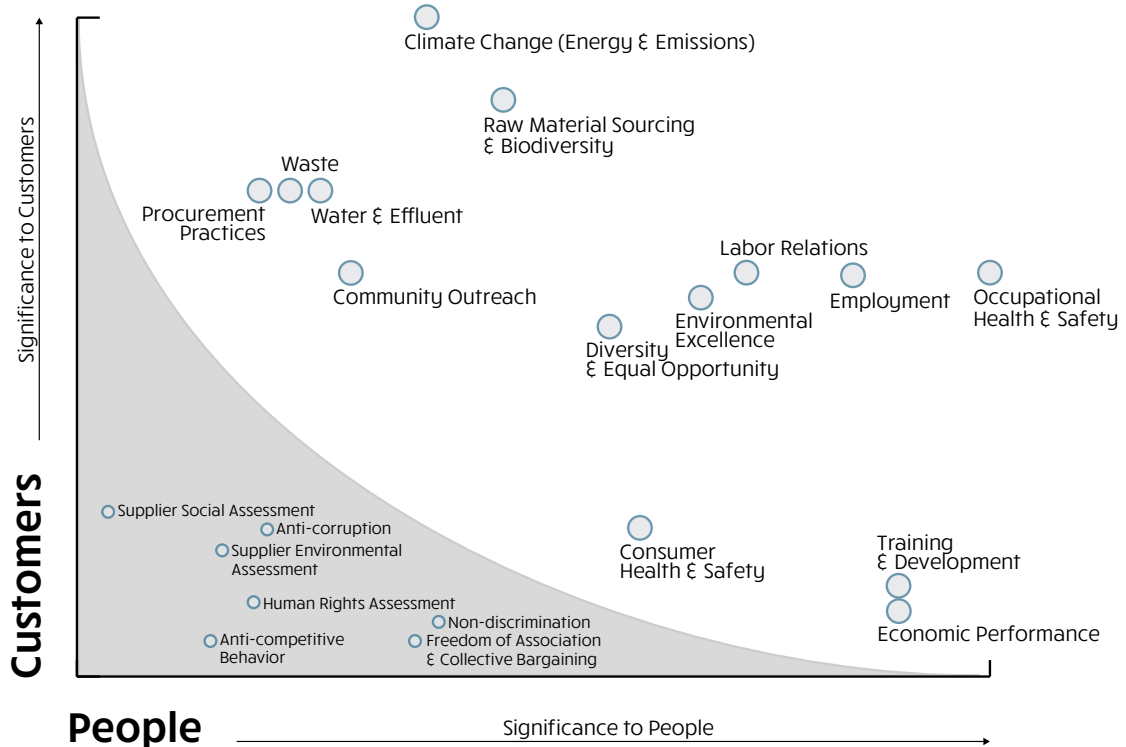 Climate Change (Energy & Emissions)
Raw Material Sourcing
& Biodiversity
Waste
Procurement
Practices
Water & Effluent
Community Outreach
Labor Relations
Employment
Occupational
Health & Safety
Environmental
Excellence
Diversity
& Equal Opportunity
Significance to Customers
Customers
Supplier Social Assessment
Anti-corruption
Supplier Environmental
Assessment
Human Rights Assessment
Non-discrimination
Anti-competitive
Behavior
Freedom of Association
& Collective Bargaining
Consumer
Health & Safety
Training
& Development
Economic Performance
People
Significance to People